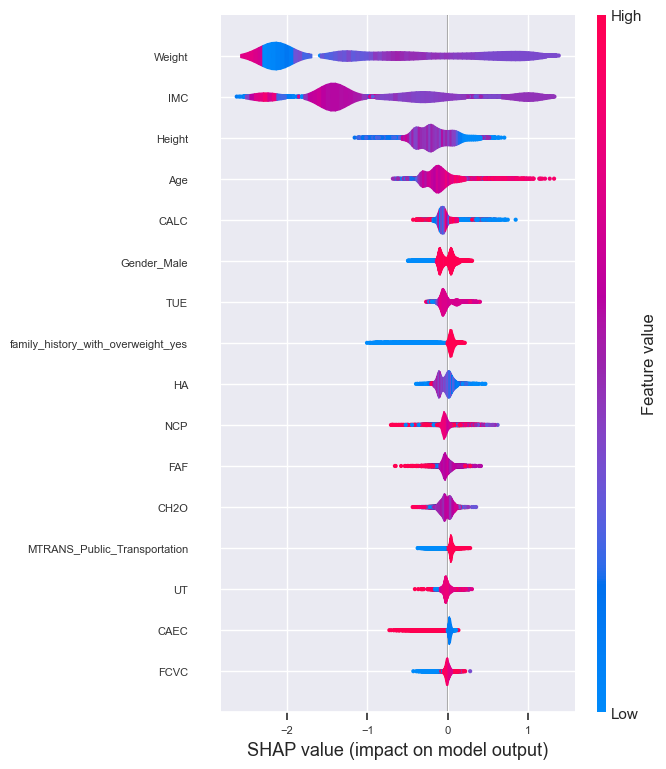 High
Weight
IMC
Height
Age
CALC
Gender_Male
TUE
family_history_with_overweight_yes
HA
NCP
FAF
CH2O
MTRANS_Public_Transportation
UT
CAEC
FCVC
Feature value
Low
−2 −1 0 1
SHAP value (impact on model output)